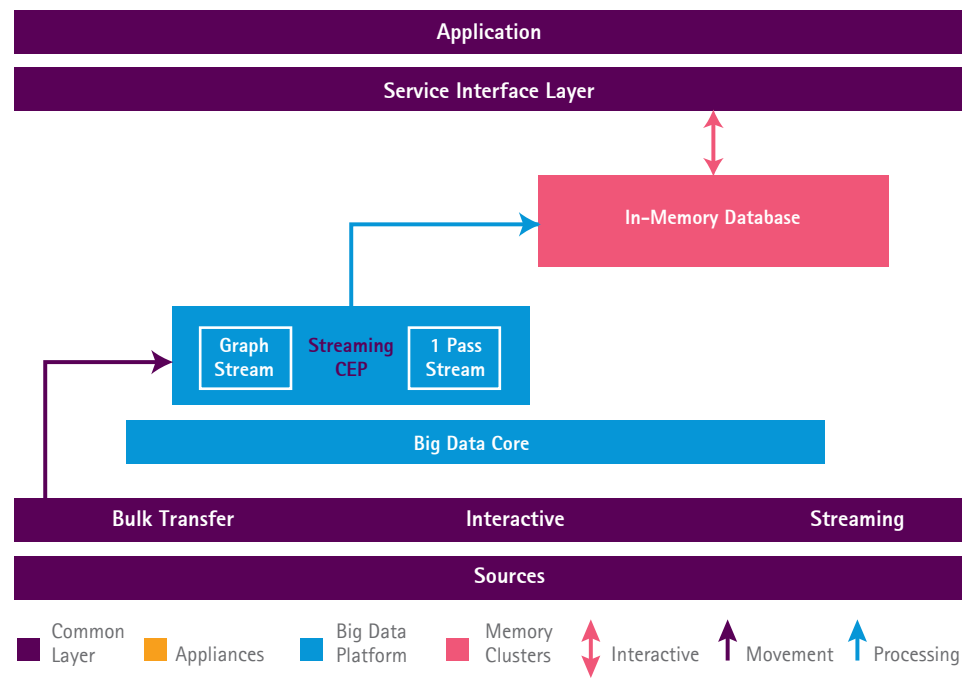 Application
Service Interface Layer
In-Memory Database
Graph
Stream
Streaming
CEP
1 Pass
Stream
Big Data Core
Bulk Transfer
Interactive
Streaming
Sources
Common
Layer
Appliances
Big Data
Platform
Memory
Clusters
Interactive
Movement
Processing